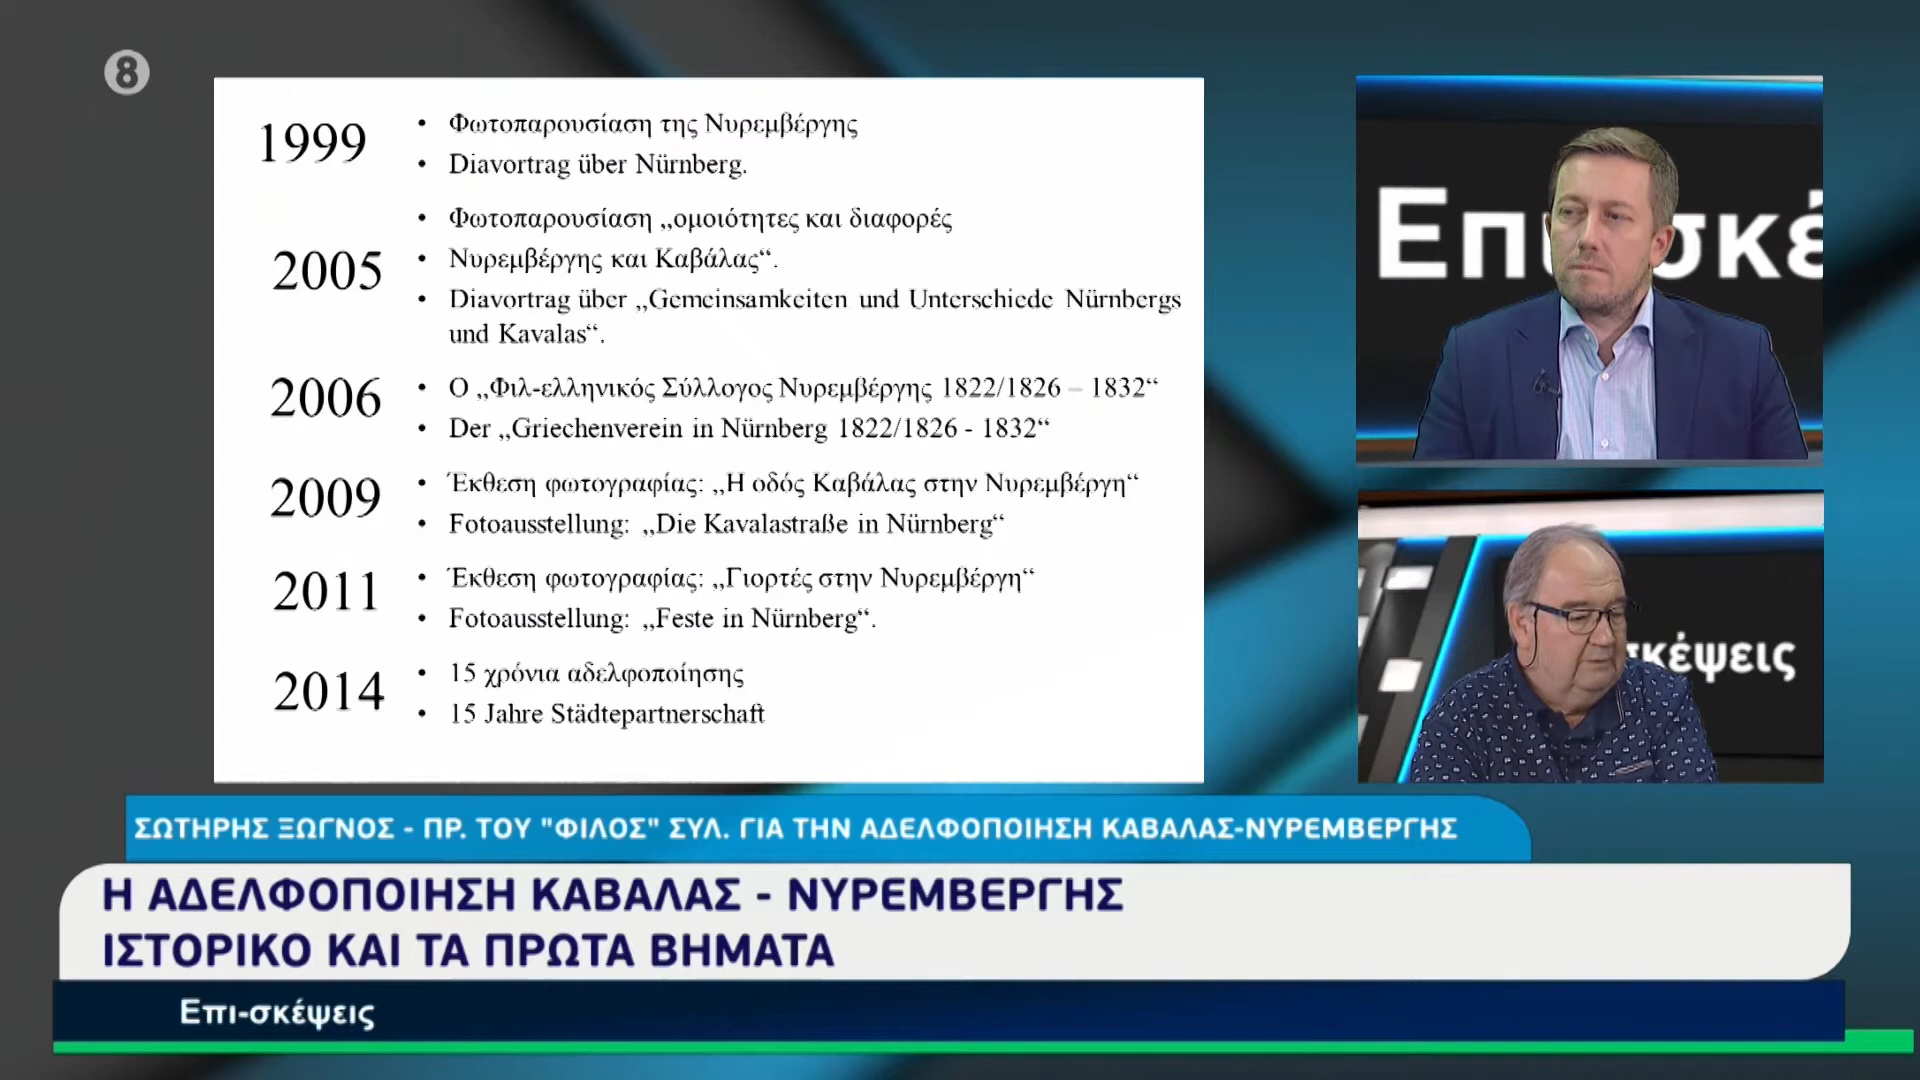 8
1999
• Φωτοπαρουσίαση της Νυρεμβέργης
• Diavortrag über Nürnberg.
2005
• Φωτοπαρουσίαση „ομοιότητες και διαφορές
• Νυρεμβέργης και Καβάλας“.
• Diavortrag über „Gemeinsamkeiten und Unterschiede Nürnbergs
und Kavalas“.
2006
• Ο „Φιλ-ελληνικός Σύλλογος Νυρεμβέργης 1822/1826 – 1832“
• Der „Griechenverein in Nürnberg 1822/1826 - 1832“
2009
• Έκθεση φωτογραφίας: „Η οδός Καβάλας στην Νυρεμβέργη“
• Fotoausstellung: „Die Kavalastraße in Nürnberg“
2011
• Έκθεση φωτογραφίας: „Γιορτές στην Νυρεμβέργη“
• Fotoausstellung: „Feste in Nürnberg“.
2014
• 15 χρόνια αδελφοποίησης
• 15 Jahre Städtepartnerschaft
ΣΩΤΗΡΗΣ ΞΩΓΝΟΣ - ΠΡ. ΤΟΥ "ΦΙΛΟΣ" ΣΥΛ. ΓΙΑ ΤΗΝ ΑΔΕΛΦΟΠΟΙΗΣΗ ΚΑΒΑΛΑΣ-ΝΥΡΕΜΒΕΡΓΗΣ
Η ΑΔΕΛΦΟΠΟΙΗΣΗ ΚΑΒΑΛΑΣ - ΝΥΡΕΜΒΕΡΓΗΣ
ΙΣΤΟΡΙΚΟ ΚΑΙ ΤΑ ΠΡΩΤΑ ΒΗΜΑΤΑ
Επι-σκέψεις